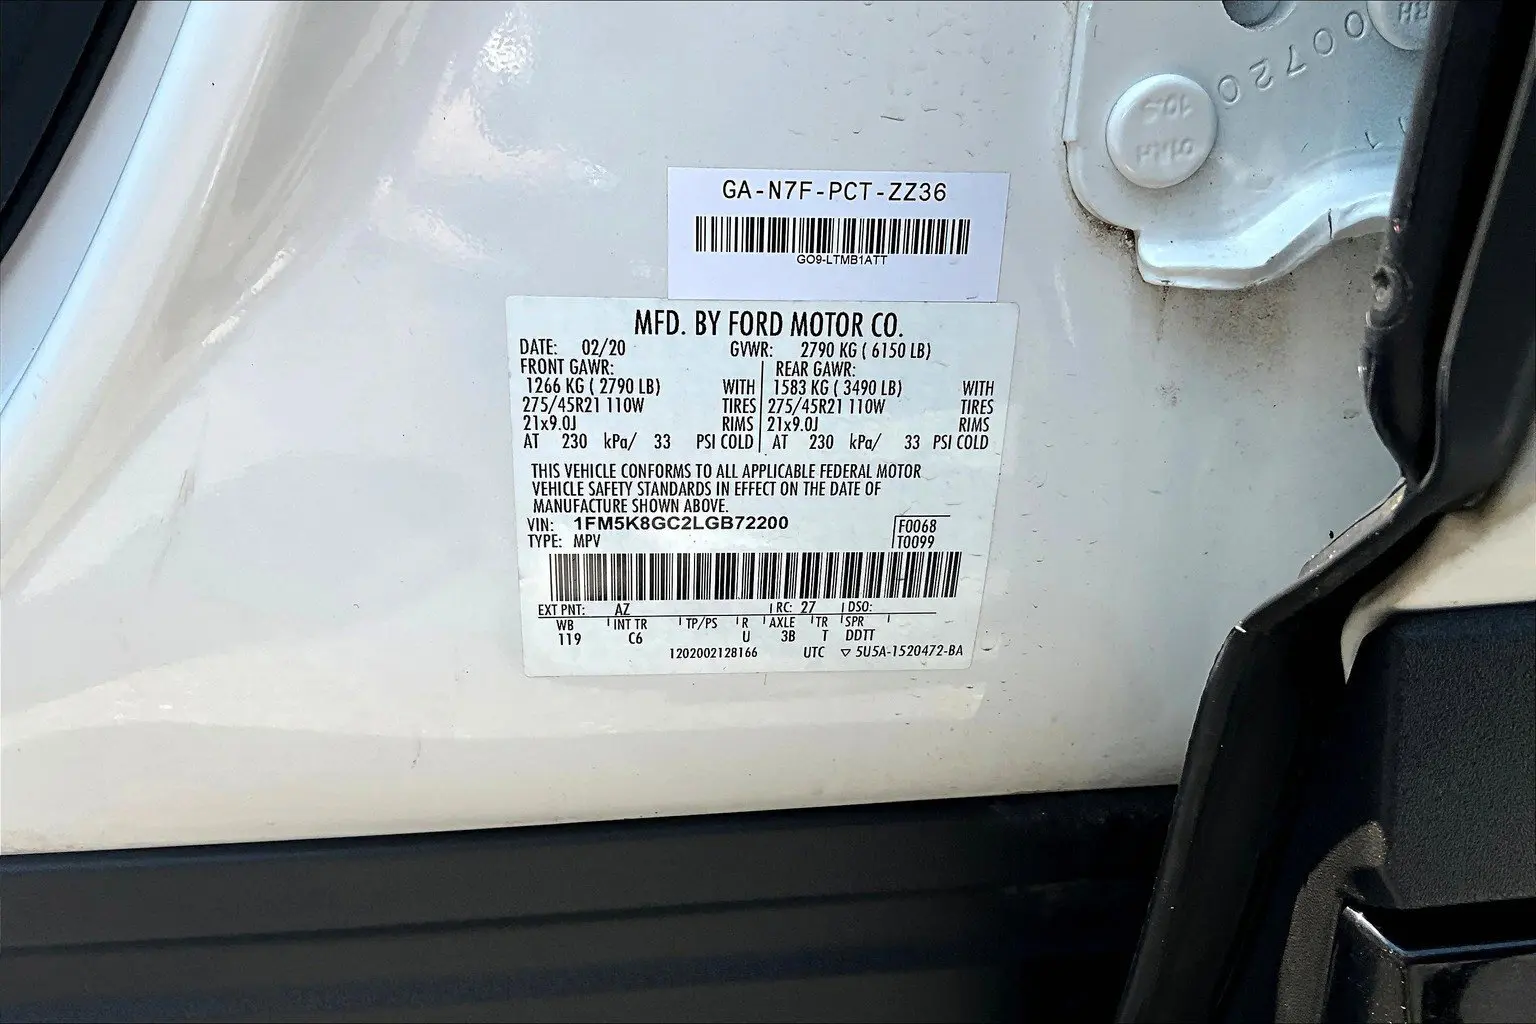 GA-N7F-PCT-ZZ36
GO9-LTMB1ATT
MFD. BY FORD MOTOR CO.
DATE: 02/20 GVWR: 2790 KG ( 6150 LB)
FRONT GAWR: REAR GAWR:
1266 KG ( 2790 LB) WITH 1583 KG ( 3490 LB) WITH
275/45R21 110W TIRES 275/45R21 110W TIRES
21x9.0J RIMS 21x9.0J RIMS
AT 230 kPa/ 33 PSI COLD AT 230 kPa/ 33 PSI COLD
THIS VEHICLE CONFORMS TO ALL APPLICABLE FEDERAL MOTOR
VEHICLE SAFETY STANDARDS IN EFFECT ON THE DATE OF
MANUFACTURE SHOWN ABOVE.
VIN: 1FM5K8GC2LGB72200 F0068
TYPE: MPV T0099
EXT PNT: AZ RC: 27 DSO:
WB INT TR TP/PS R AXLE TR SPR
119 C6 U 3B T DDTT
1202002128166 UTC ▽ 5U5A-1520472-BA
00720
RH